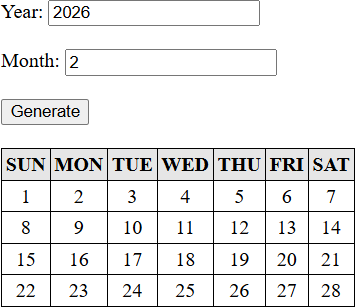 Year: 2026
Month: 2
Generate
SUN MON TUE WED THU FRI SAT
1 2 3 4 5 6 7
8 9 10 11 12 13 14
15 16 17 18 19 20 21
22 23 24 25 26 27 28